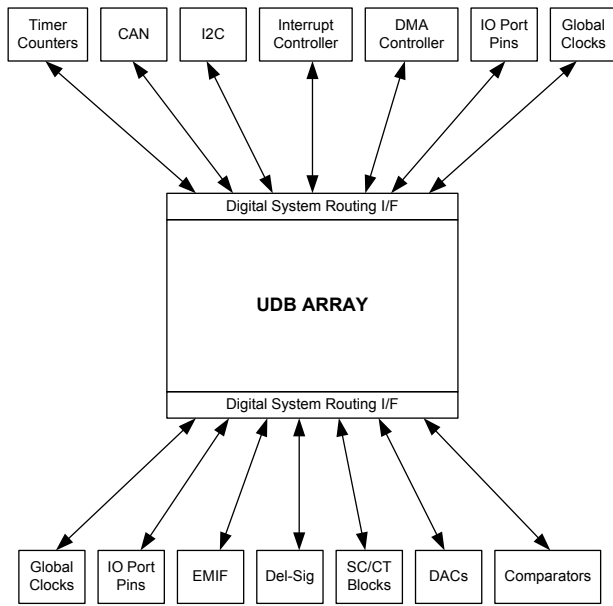 Timer
Counters
CAN
I2C
Interrupt
Controller
DMA
Controller
IO Port
Pins
Global
Clocks
Digital System Routing I/F
UDB ARRAY
Digital System Routing I/F
Global
Clocks
IO Port
Pins
EMIF
Del-Sig
SC/CT
Blocks
DACs
Comparators